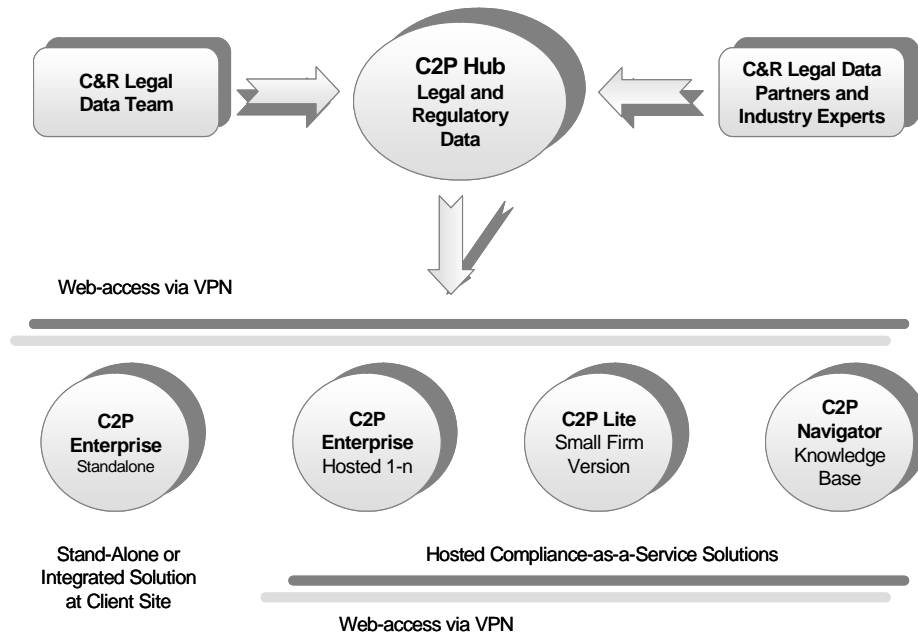 C&R Legal
Data Team
C2P Hub
Legal and
Regulatory
Data
C&R Legal Data
Partners and
Industry Experts
Web-access via VPN
C2P
Enterprise
Standalone
C2P
Enterprise
Hosted 1-n
C2P Lite
Small Firm
Version
C2P
Navigator
Knowledge
Base
Stand-Alone or
Integrated Solution
at Client Site
Hosted Compliance-as-a-Service Solutions
Web-access via VPN